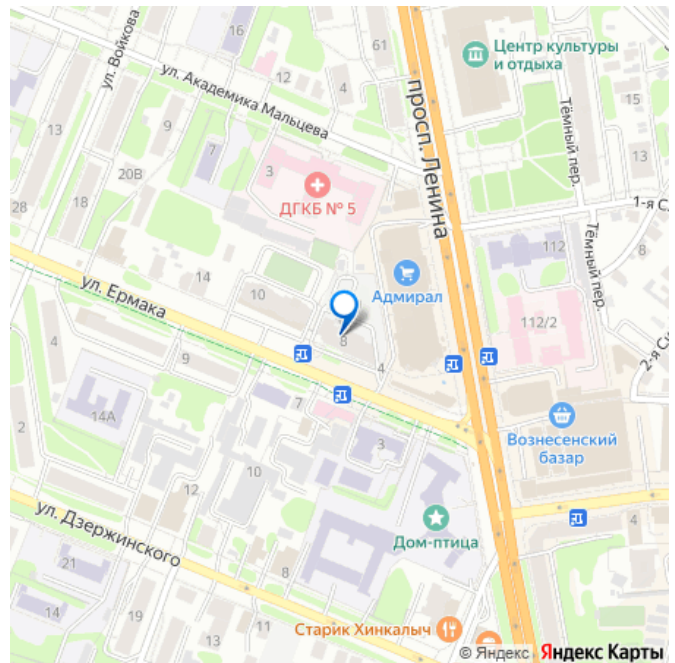 16
61
Центр культуры
и отдыха
ул. Войкова
12
4
ул. Академика Мальцева
просп. Ленина
Тёмный пер.
15
13
9
7
3
13
20В
ДГКБ № 5
18
28
1-я С
Тёмный пер.
112
8
14
10
Адмирал
ул. Ермака
8
112/2
2-я С
4
9
4
14А
7
3
Вознесенский
базар
2
10
12
ул. Дзержинского
Дом-птица
21
8
14
19
13
11
Старик Хинкалыч
© Яндекс
Яндекс Карты